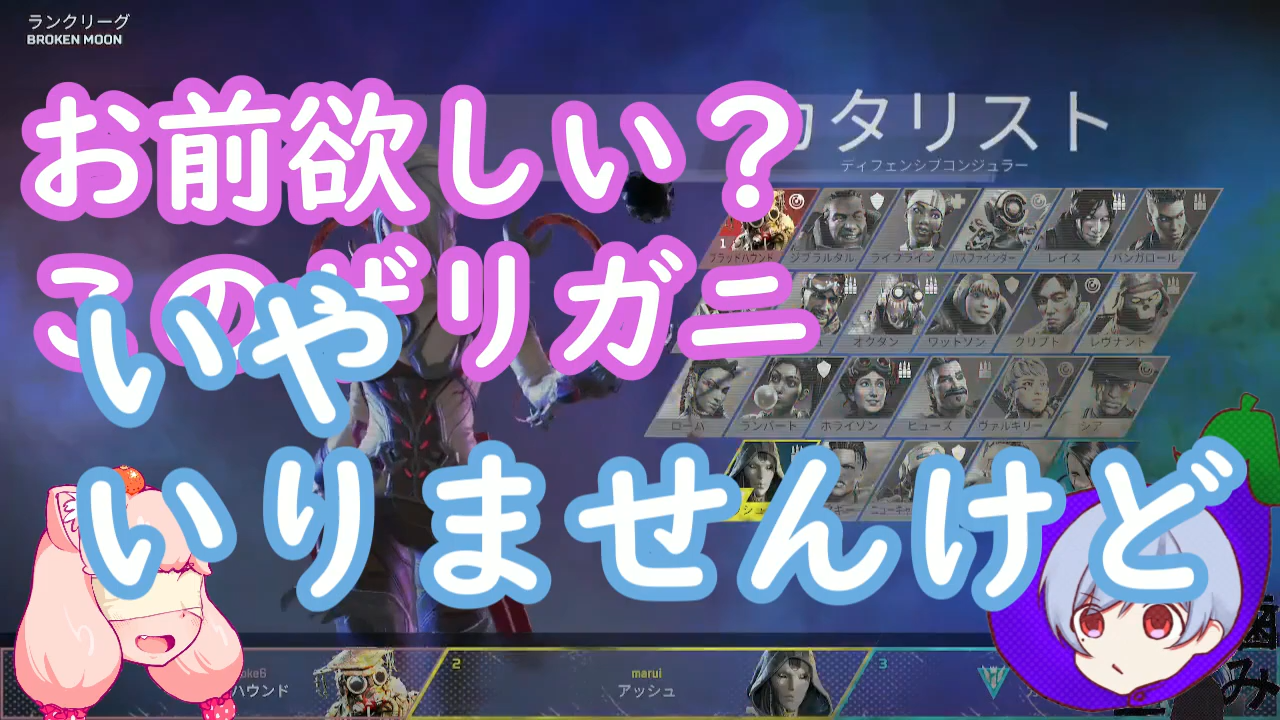 ランクリーグ
BROKEN MOON
お前欲しい？
このザリガニ
いや
いりませんけど
カタリスト
ディフェンシブコンジュラー
ブラッドハウンド
ジブラルタル
ライフライン
パスファインダー
レイス
バンガロール
オクタン
ワットソン
クリプト
レヴナント
ローバ
ランパート
ホライゾン
ヒューズ
ヴァルキリー
シア
ハウンド
2
marui
アッシュ
3